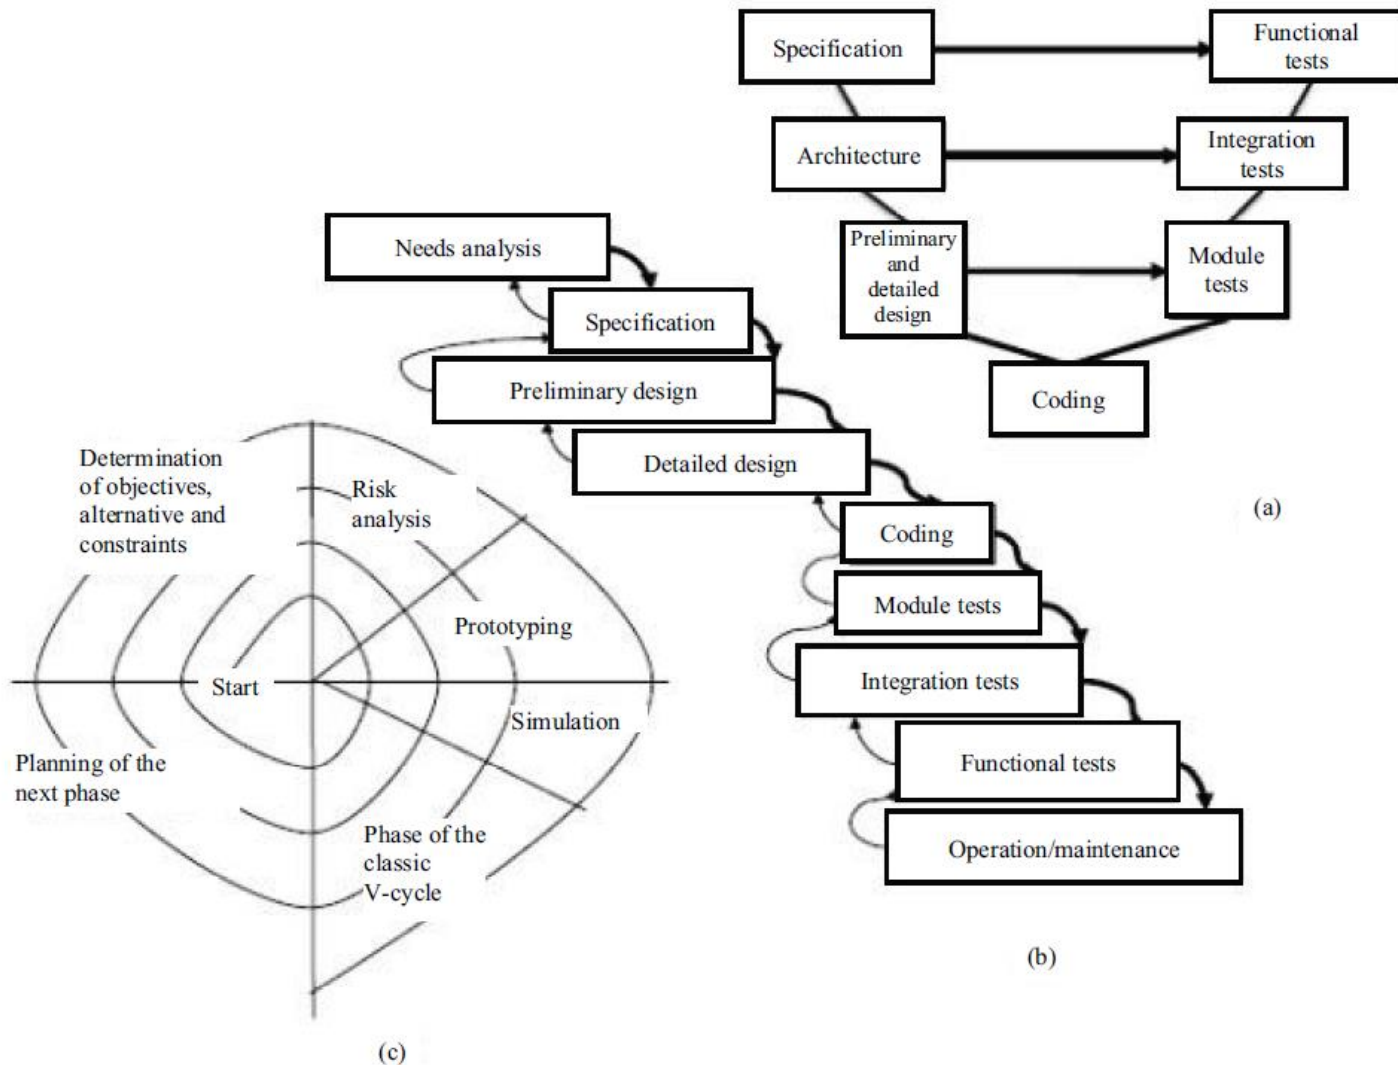 Specification
Functional
tests
Architecture
Integration
tests
Preliminary
and
detailed
design
Module
tests
Coding
(a)
Needs analysis
Specification
Preliminary design
Detailed design
Coding
Module tests
Integration tests
Functional tests
Operation/maintenance
(b)
Determination
of objectives,
alternative and
constraints
Risk
analysis
Prototyping
Start
Simulation
Planning of the
next phase
Phase of the
classic
V-cycle
(c)